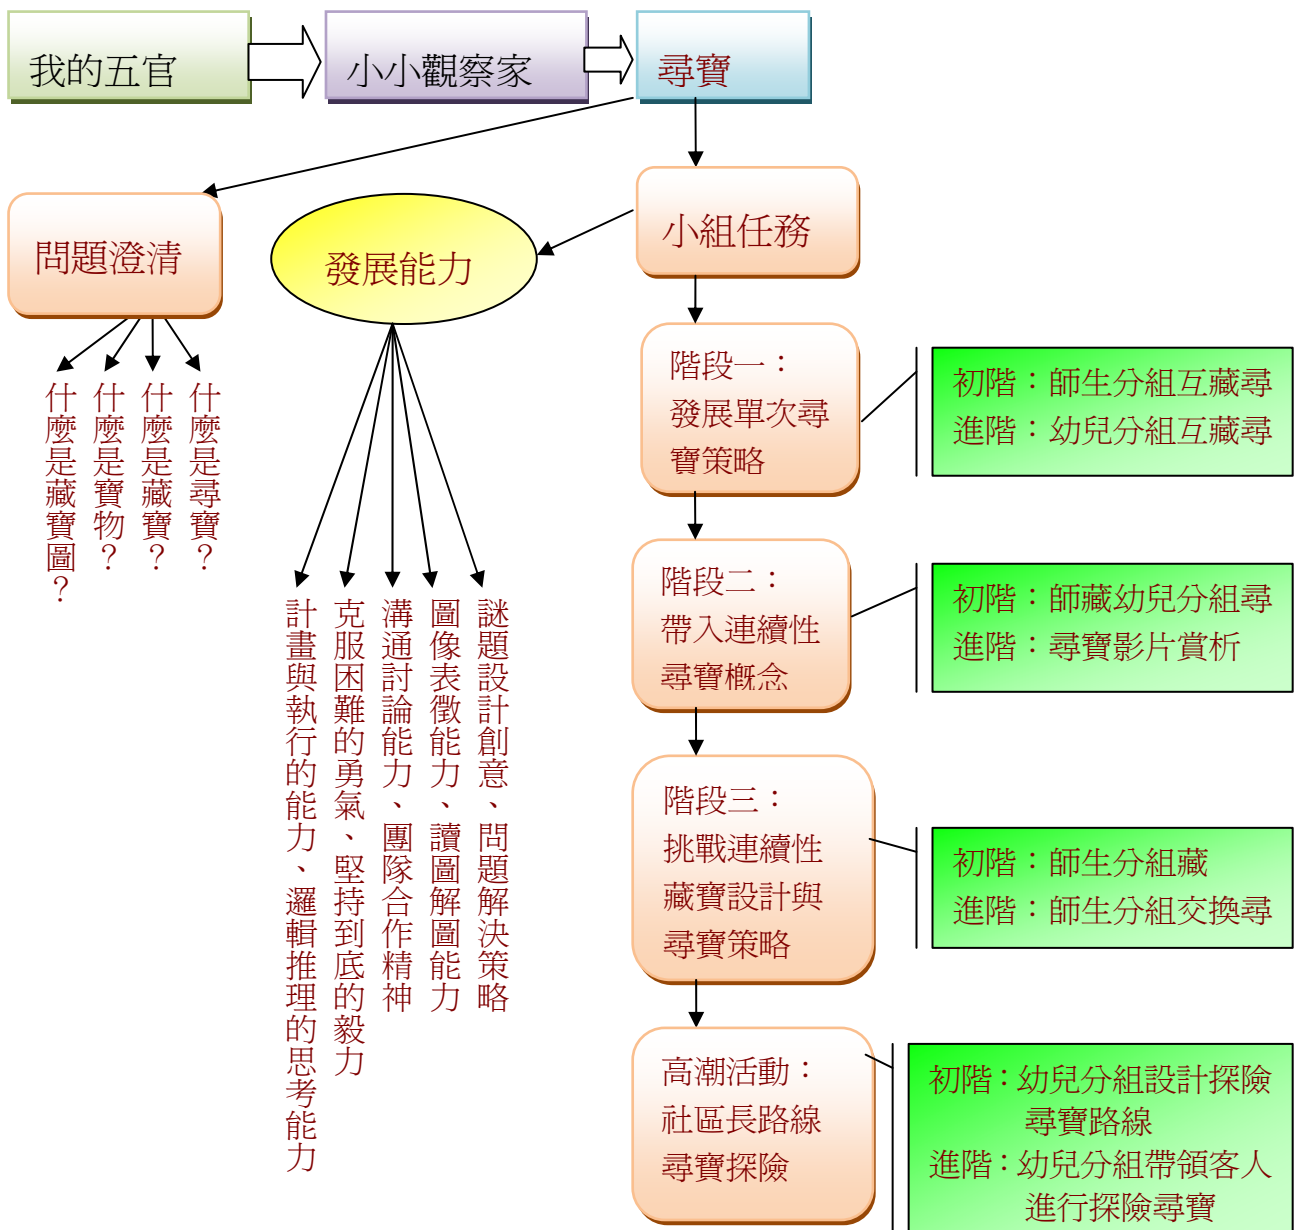 我的五官
小小觀察家
尋寶
問題澄清
什麼是尋寶？
什麼是藏寶？
什麼是寶物？
什麼是藏寶圖？
發展能力
謎題設計創意、問題解決策略
圖像表徵能力、讀圖解圖能力
溝通討論能力、團隊合作精神
克服困難的勇氣、堅持到底的毅力
計畫與執行的能力、邏輯推理的思考能力
小組任務
階段一：
發展單次尋
寶策略
初階：師生分組互藏尋
進階：幼兒分組互藏尋
階段二：
帶入連續性
尋寶概念
初階：師藏幼兒分組尋
進階：尋寶影片賞析
階段三：
挑戰連續性
藏寶設計與
尋寶策略
初階：師生分組藏
進階：師生分組交換尋
高潮活動：
社區長路線
尋寶探險
初階：幼兒分組設計探險
尋寶路線
進階：幼兒分組帶領客人
進行探險尋寶